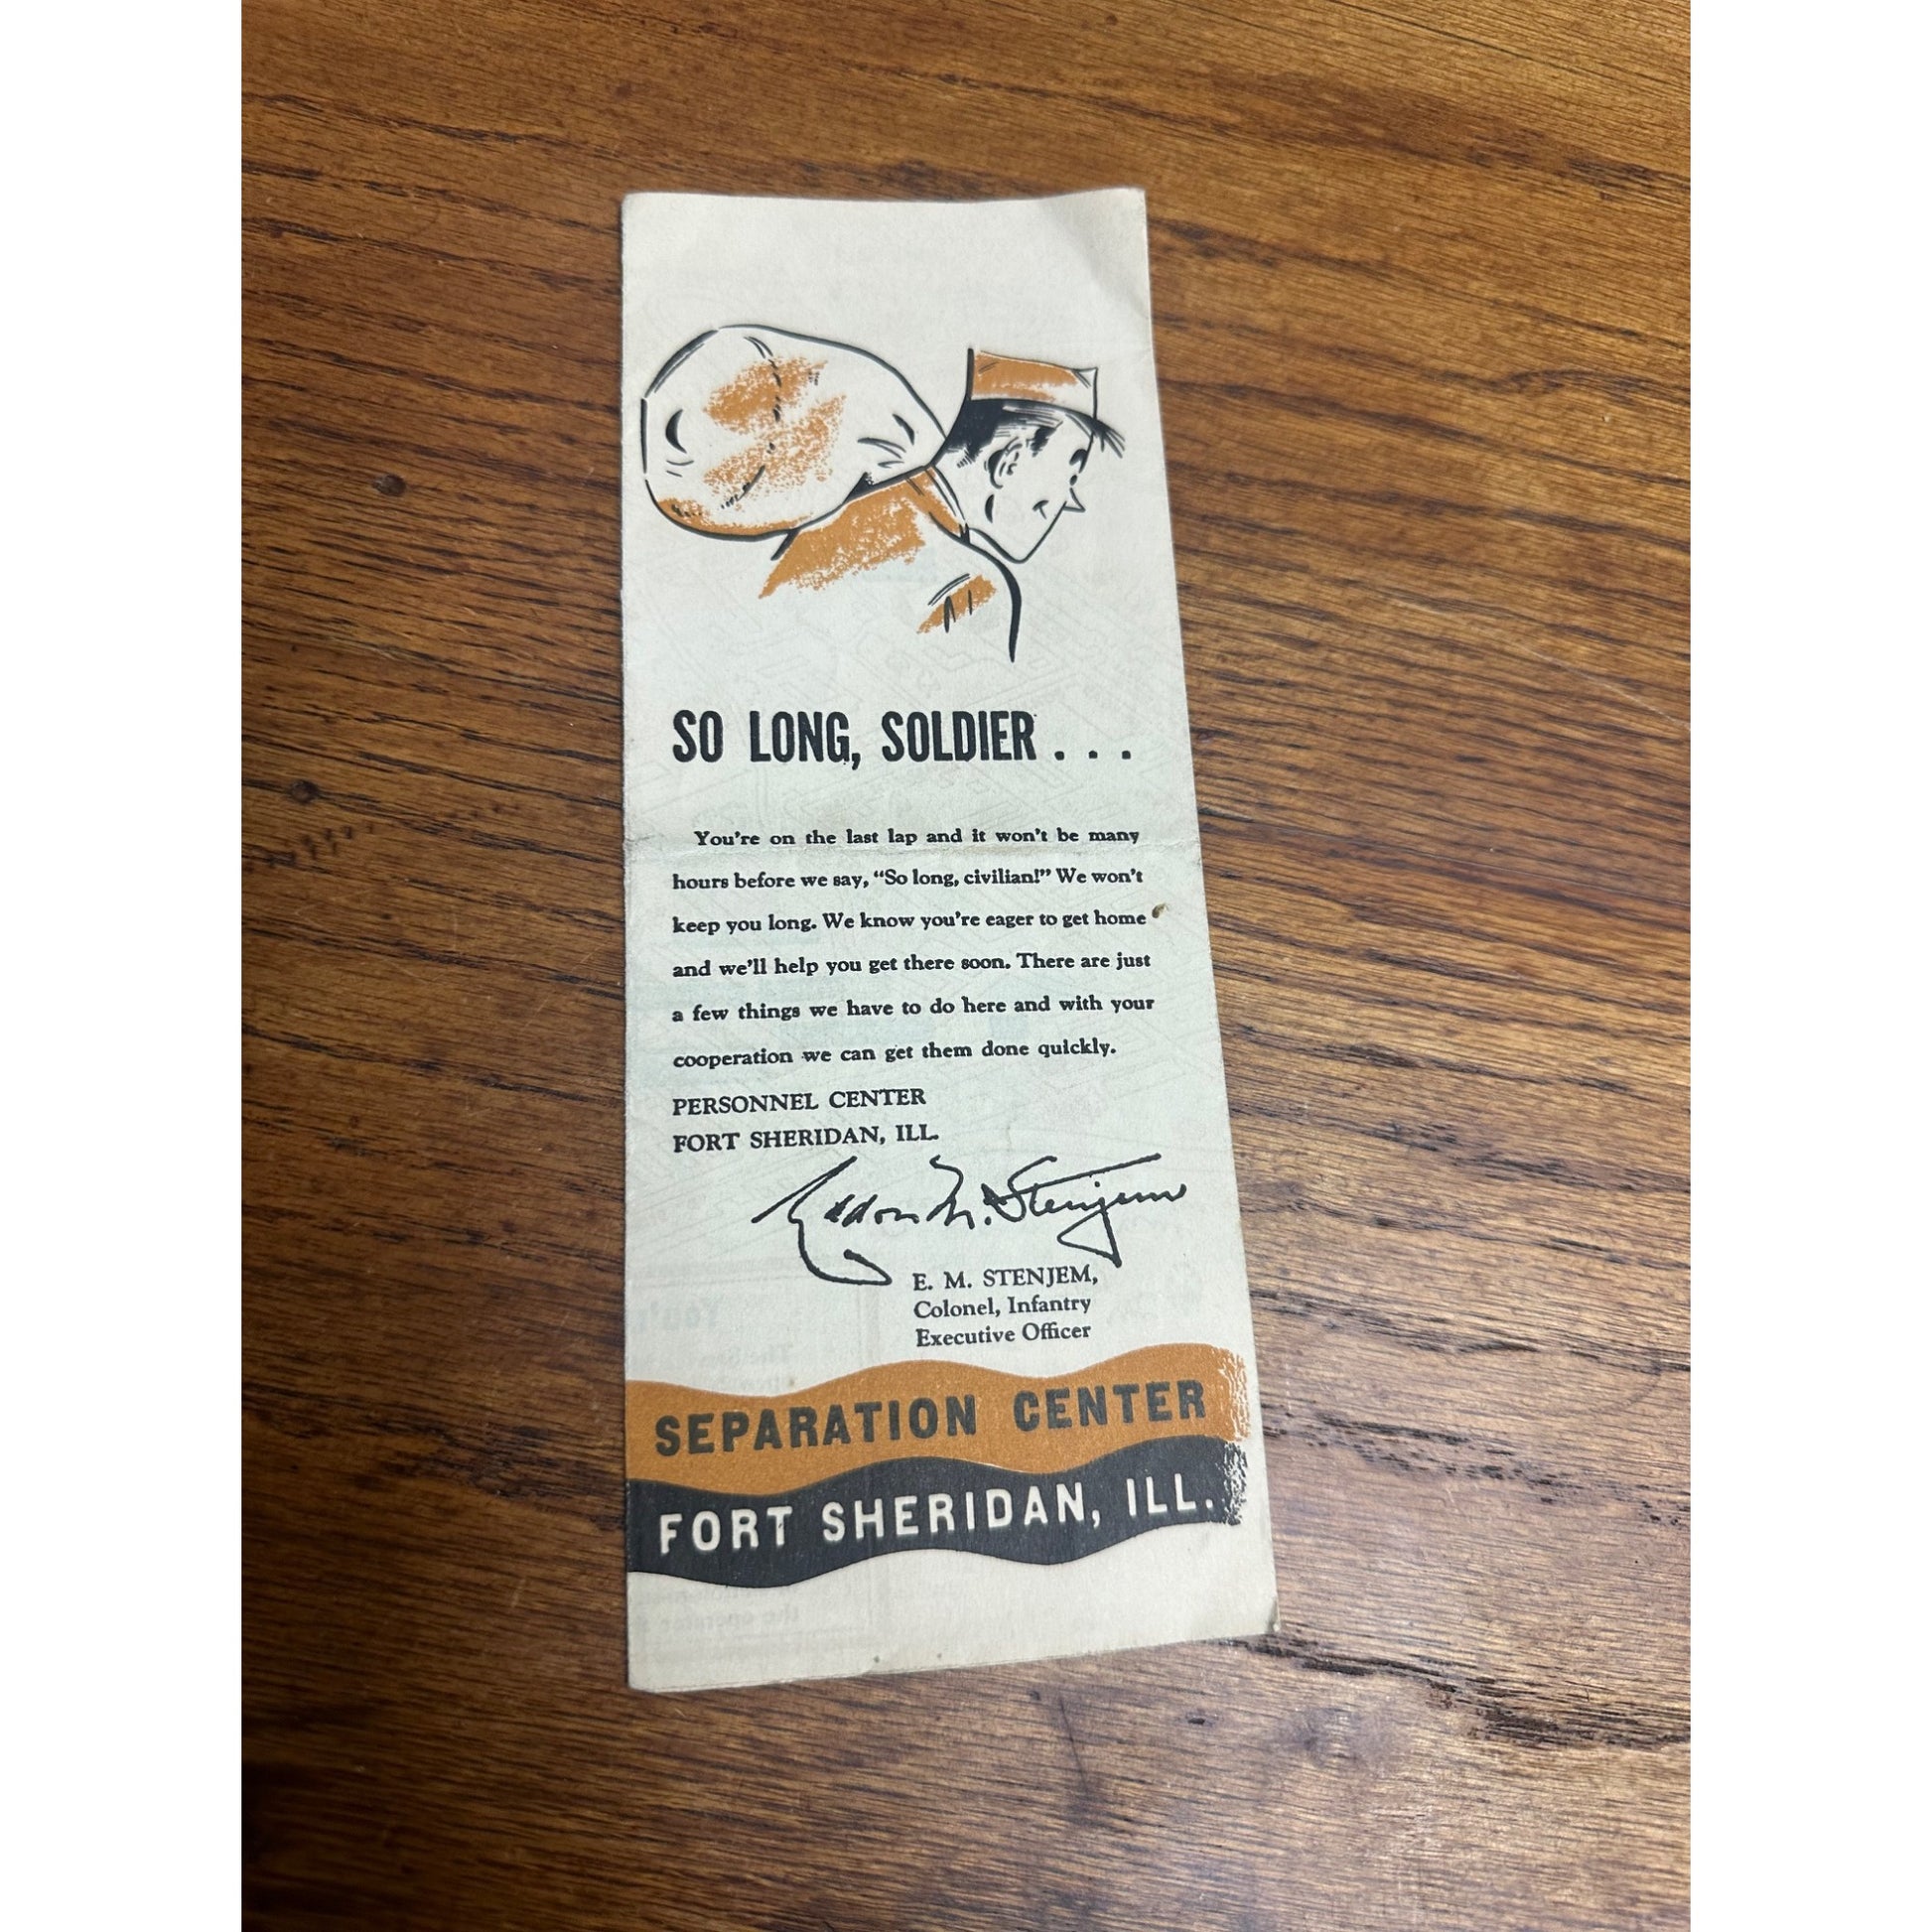 SO LONG, SOLDIER . . .
You're on the last lap and it won't be many
hours before we say, "So long, civilian!" We won't
keep you long. We know you're eager to get home
and we'll help you get there soon. There are just
a few things we have to do here and with your
cooperation we can get them done quickly.
PERSONNEL CENTER
FORT SHERIDAN, ILL.
Eddon M. Stenjem
E. M. STENJEM,
Colonel, Infantry
Executive Officer
SEPARATION CENTER
FORT SHERIDAN, ILL.